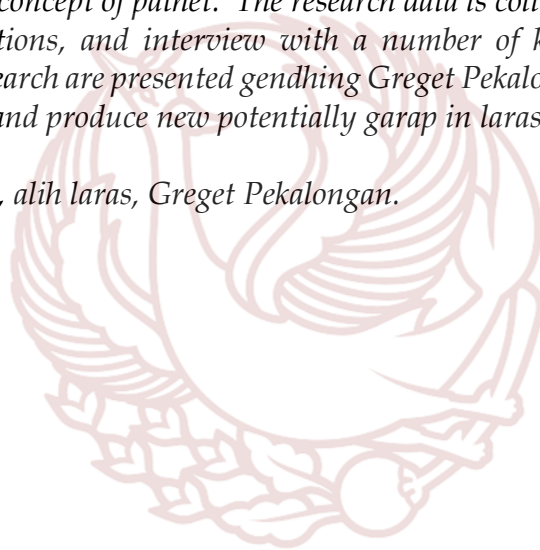 concept of pathet. The research data is coll
tions, and interview with a number of k
earch are presented gendhing Greget Pekalo
and produce new potentially garap in laras
, alih laras, Greget Pekalongan.